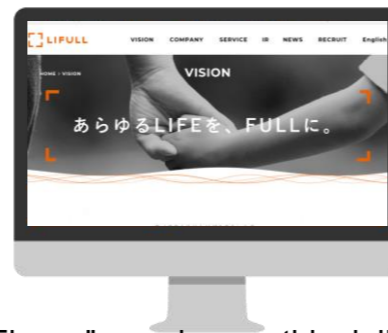 LIFULL
VISION COMPANY SERVICE IR NEWS RECRUIT English
HOME › VISION
VISION
あらゆるLIFEを、FULLに。